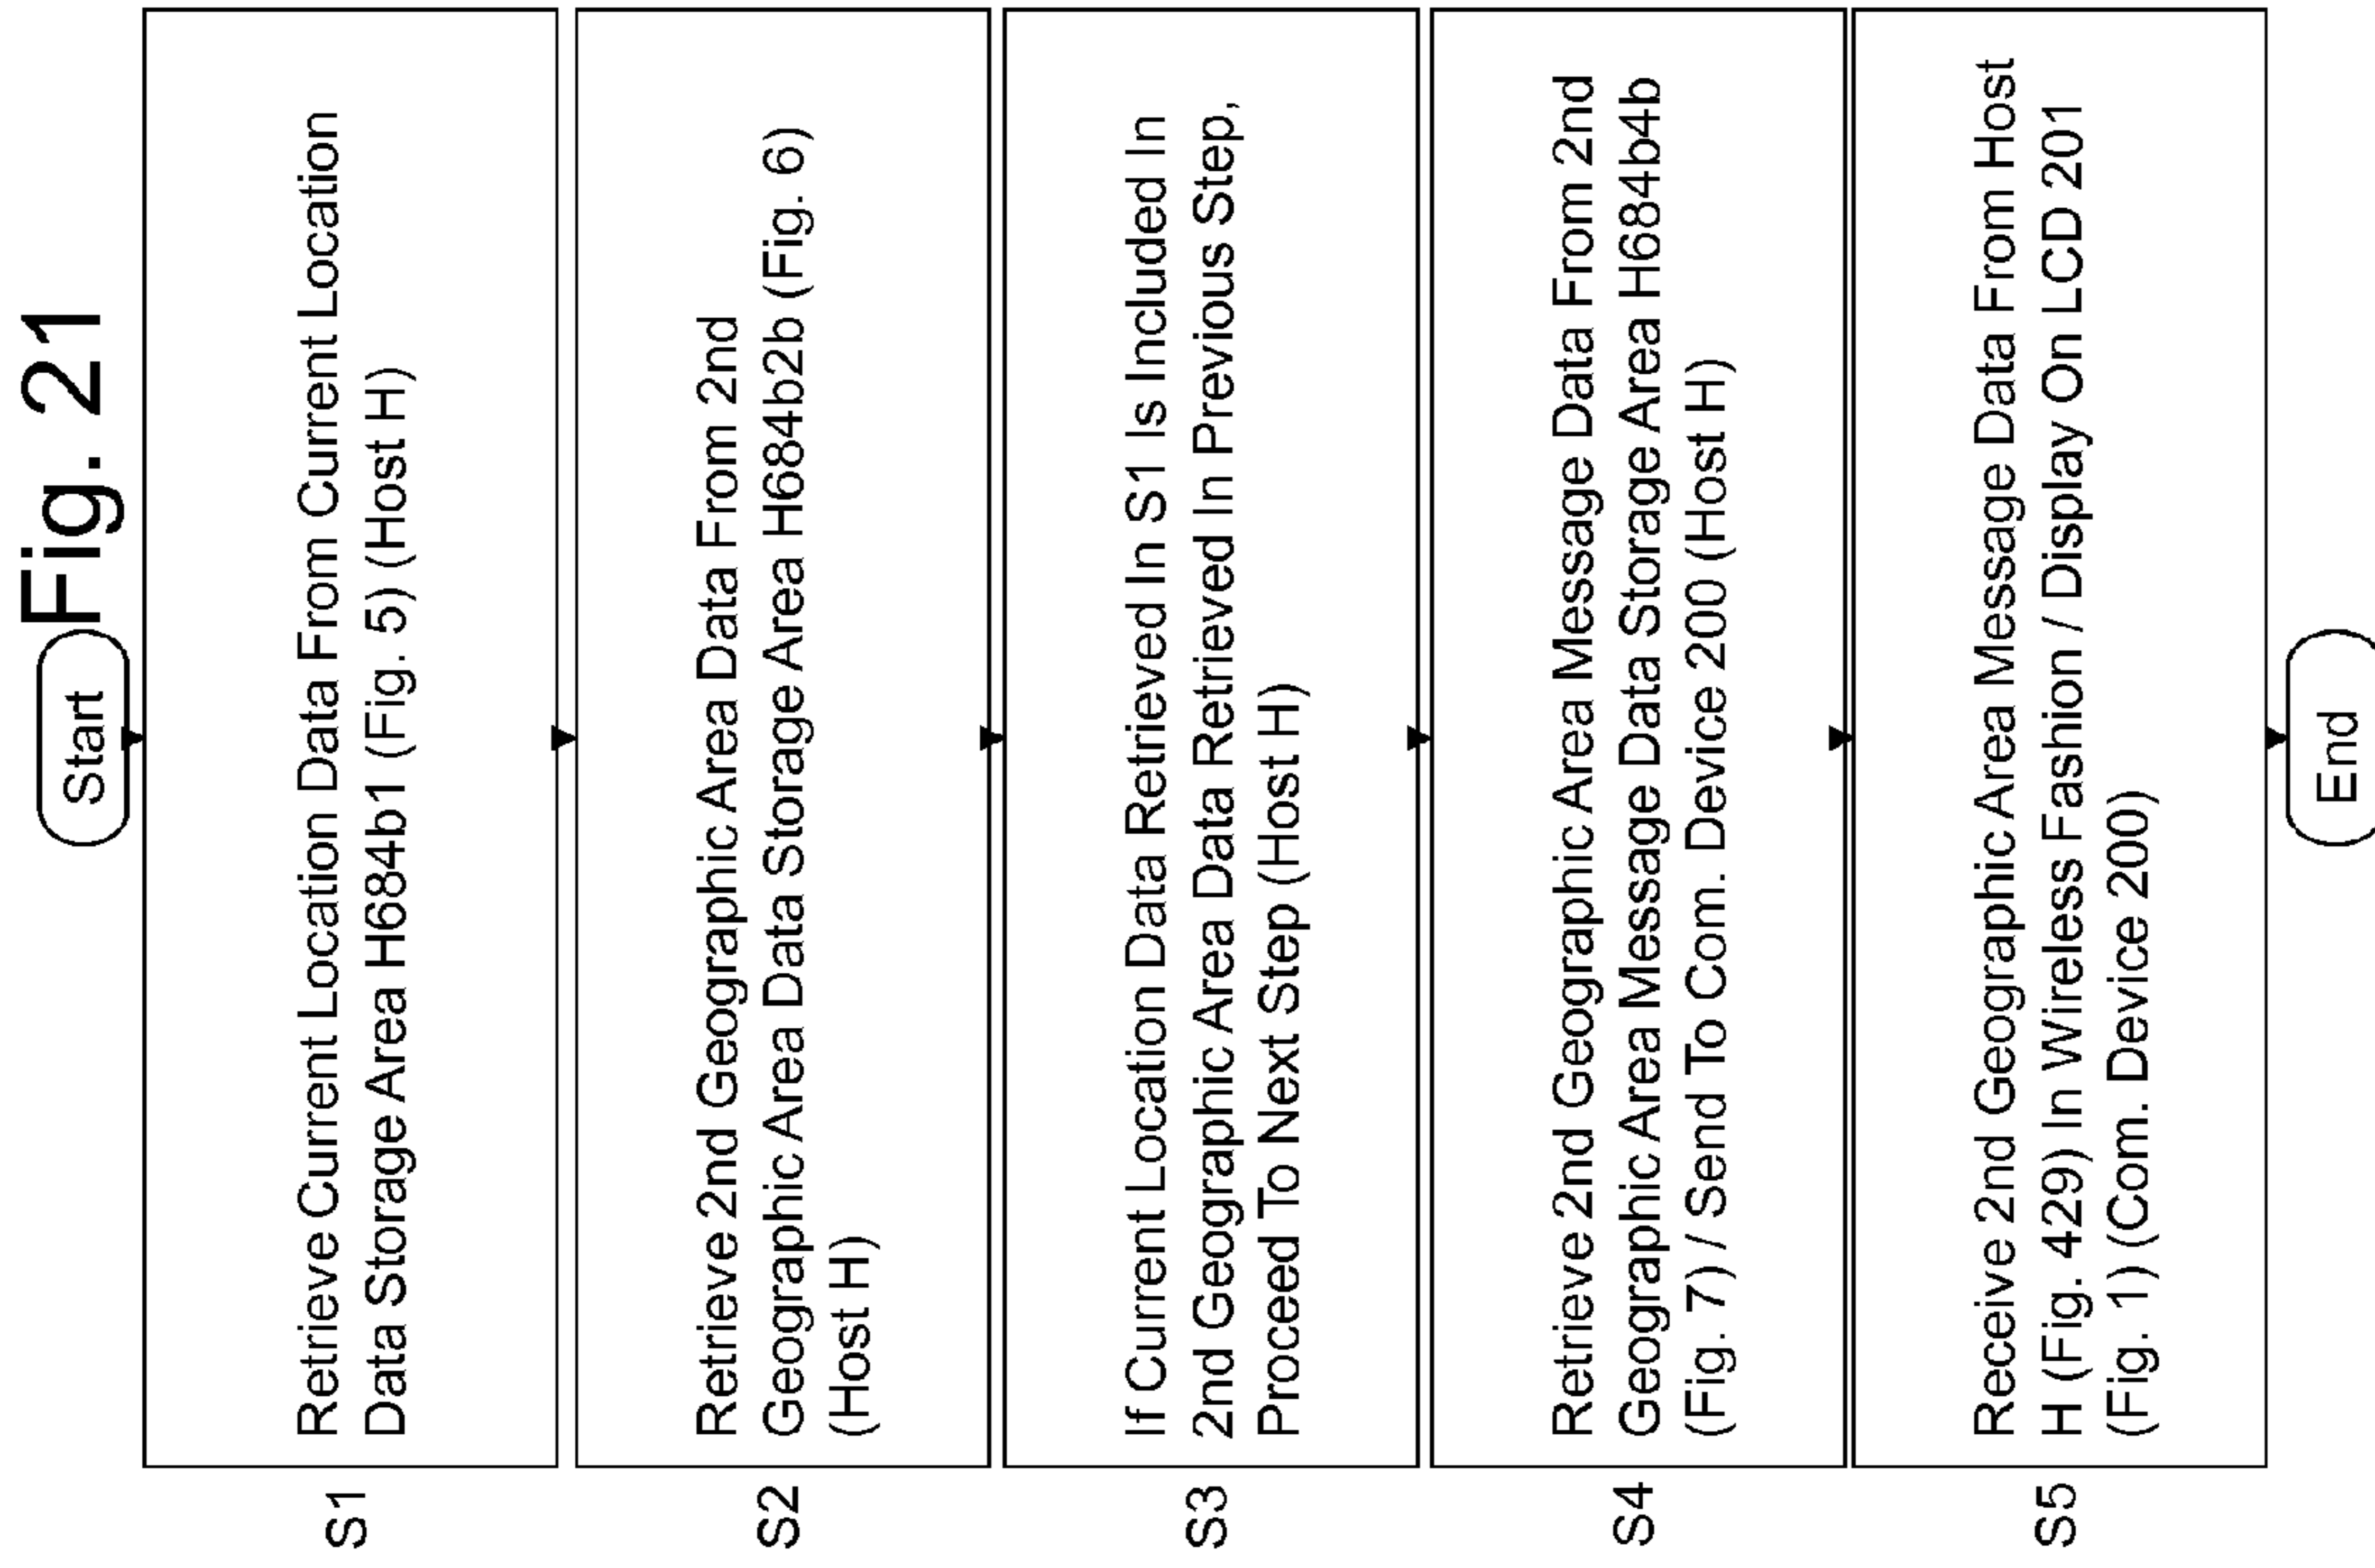 Fig. 21
Start
S1
Retrieve Current Location Data From Current Location
Data Storage Area H684b1 (Fig. 5) (Host H)
S2
Retrieve 2nd Geographic Area Data From 2nd
Geographic Area Data Storage Area H684b2b (Fig. 6)
(Host H)
S3
If Current Location Data Retrieved In S1 Is Included In
2nd Geographic Area Data Retrieved In Previous Step,
Proceed To Next Step (Host H)
S4
Retrieve 2nd Geographic Area Message Data From 2nd
Geographic Area Message Data Storage Area H684b4b
(Fig. 7) / Send To Com. Device 200 (Host H)
S5
Receive 2nd Geographic Area Message Data From Host
H (Fig. 429) In Wireless Fashion / Display On LCD 201
(Fig. 1) (Com. Device 200)
End